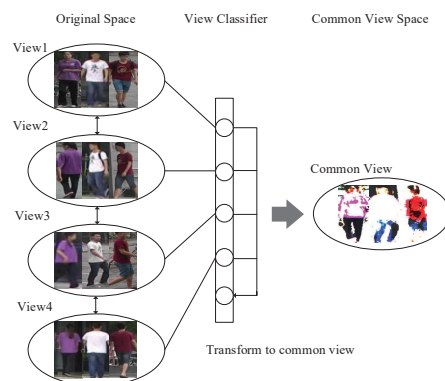 Original Space
View Classifier
Common View Space
View1
View2
View3
View4
Common View
Transform to common view